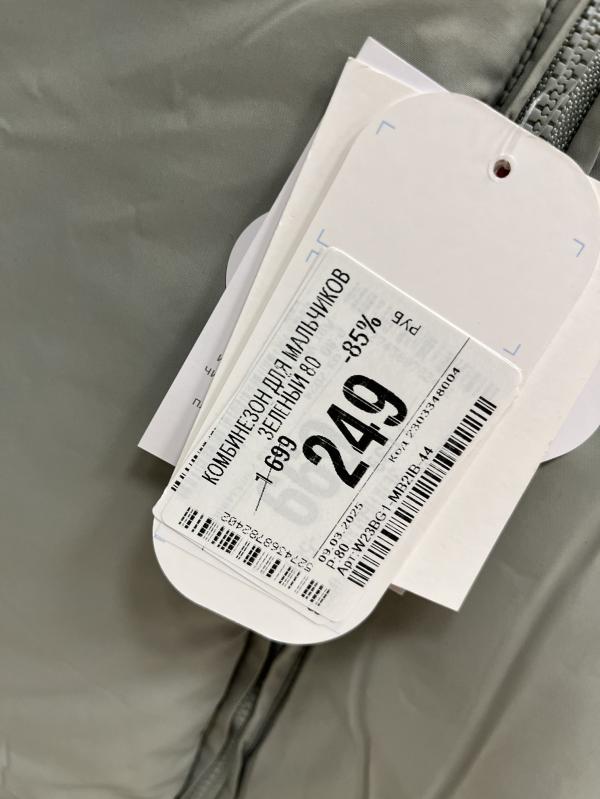 КОМБИНЕЗОН ДЛЯ МАЛЬЧИКОВ
ЗЕЛЕНЫЙ 80
1 699
-85%
249
РУБ
09.03.2025
Код 2303348004
р.80
Арт:W23BG1-MB2IB-44